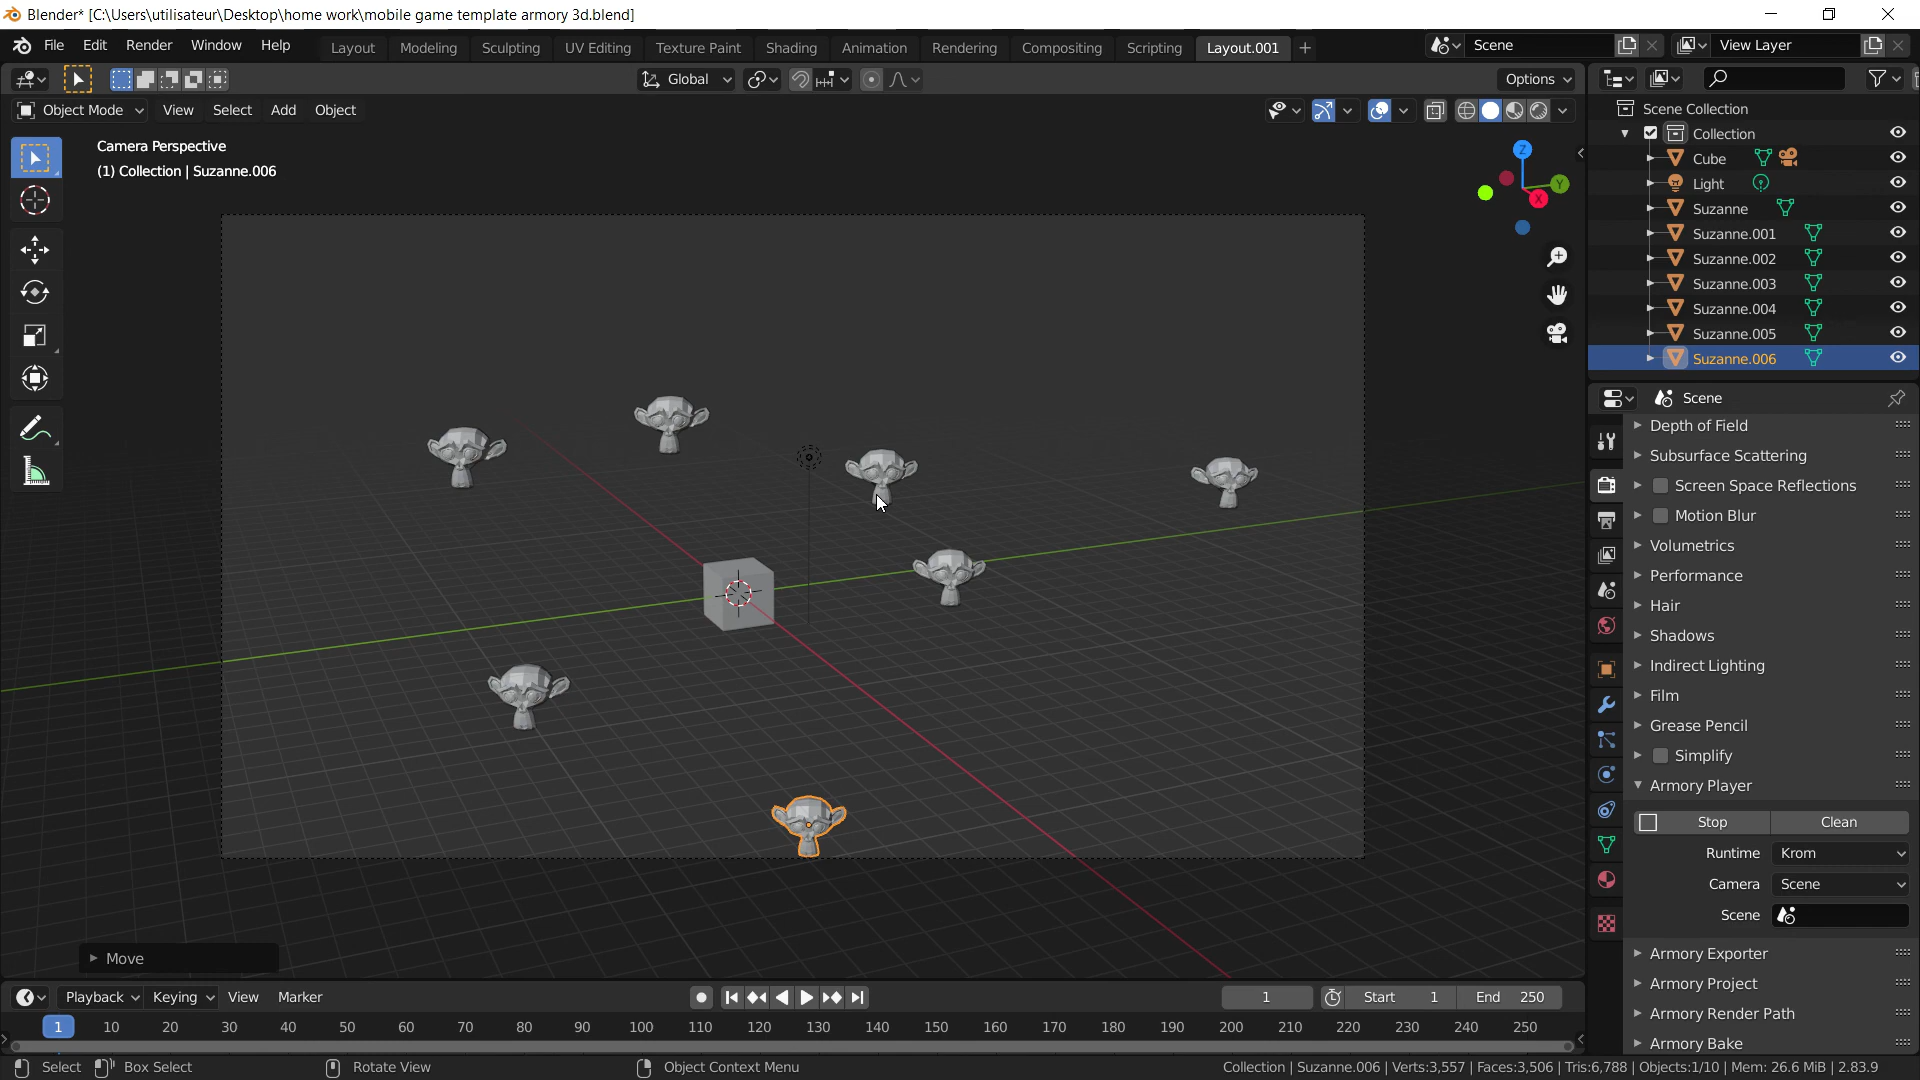 Blender* [C:\Users\utilisateur\Desktop\home work\mobile game template armory 3d.blend]
File Edit Render Window Help
Layout Modeling Sculpting UV Editing Texture Paint Shading Animation Rendering Compositing Scripting Layout.001 +
Scene
View Layer
Global
Options
Object Mode View Select Add Object
Camera Perspective
(1) Collection | Suzanne.006
Z
Y
X
Scene Collection
Collection
Cube
Light
Suzanne
Suzanne.001
Suzanne.002
Suzanne.003
Suzanne.004
Suzanne.005
Suzanne.006
Scene
Depth of Field
Subsurface Scattering
Screen Space Reflections
Motion Blur
Volumetrics
Performance
Hair
Shadows
Indirect Lighting
Film
Grease Pencil
Simplify
Armory Player
Stop Clean
Runtime Krom
Camera Scene
Scene
Armory Exporter
Armory Project
Armory Render Path
Armory Bake
Move
Playback Keying View Marker
1 Start 1 End 250
1 10 20 30 40 50 60 70 80 90 100 110 120 130 140 150 160 170 180 190 200 210 220 230 240 250
Select Box Select Rotate View Object Context Menu
Collection | Suzanne.006 | Verts:3,557 | Faces:3,506 | Tris:6,788 | Objects:1/10 | Mem: 26.6 MiB | 2.83.9